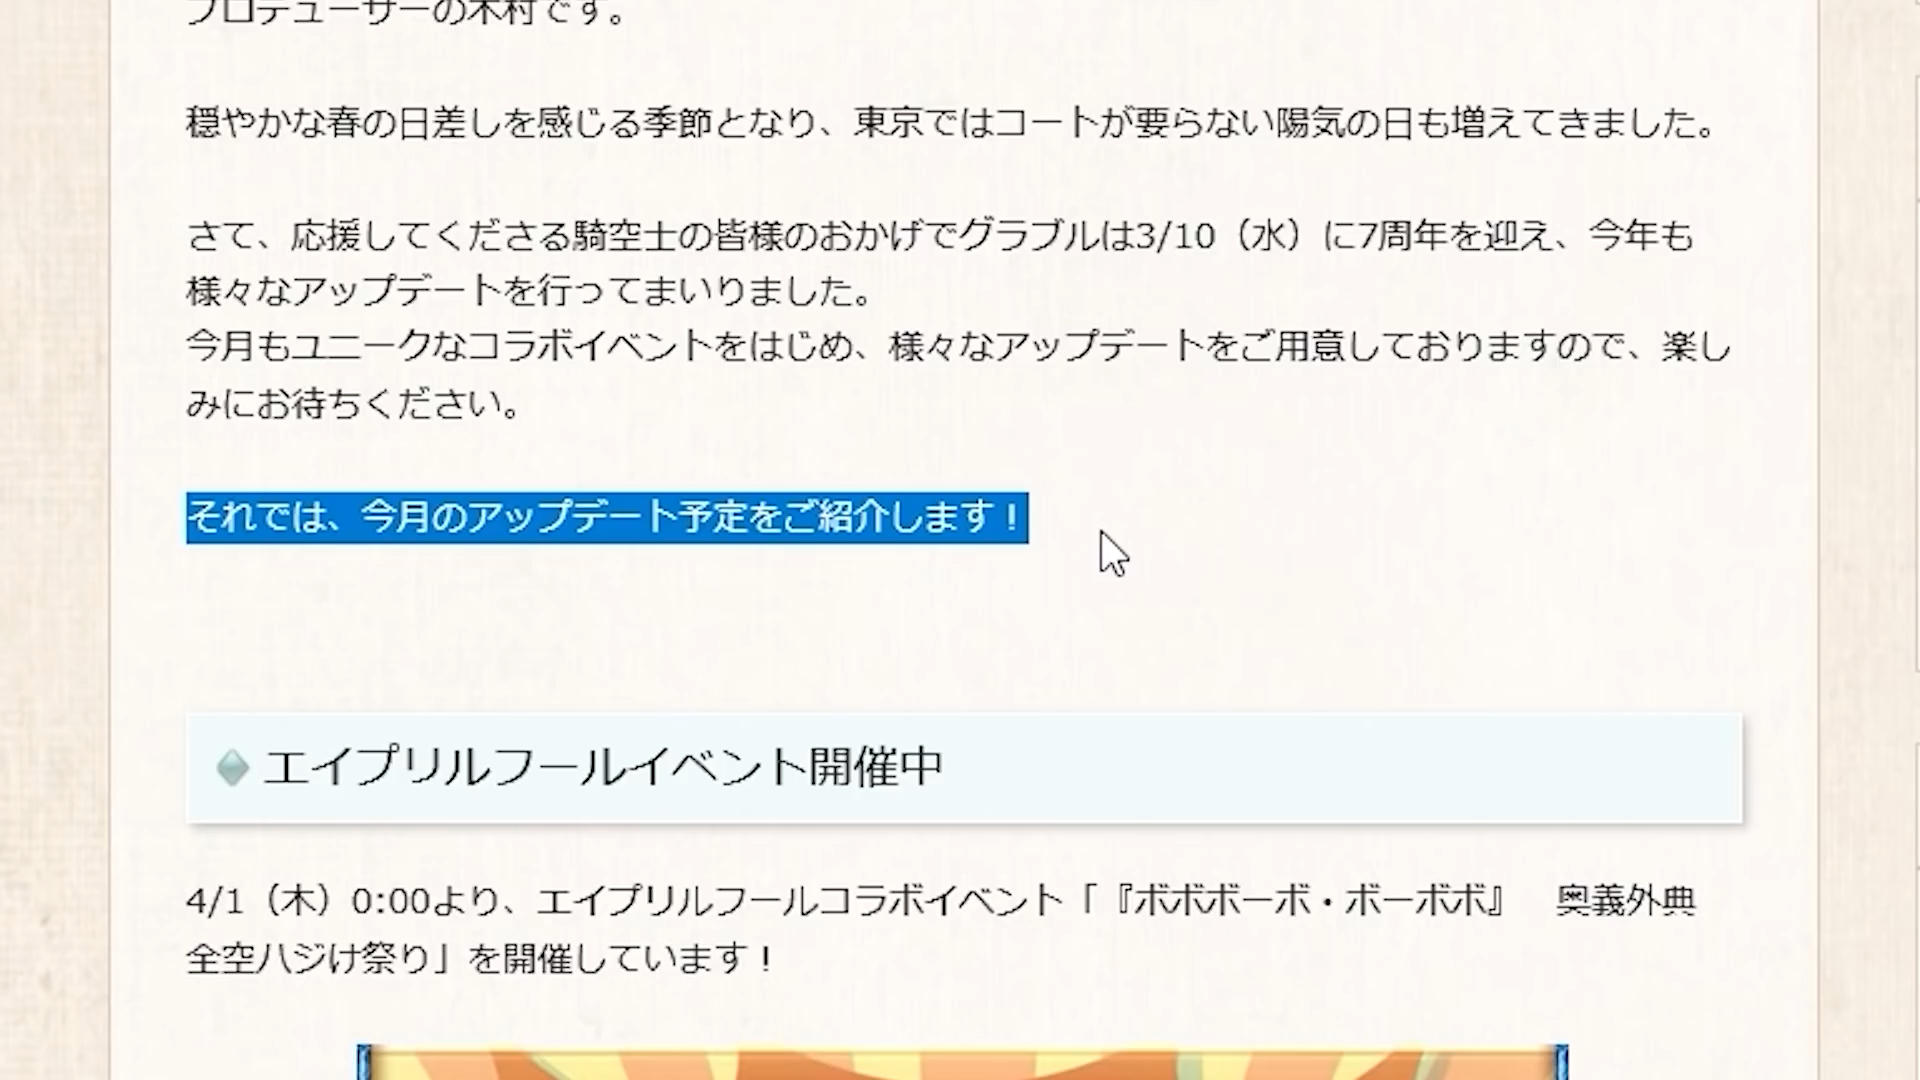 プロデューサーの木村です。
穏やかな春の日差しを感じる季節となり、東京ではコートが要らない陽気の日も増えてきました。
さて、応援してくださる騎空士の皆様のおかげでグラブルは3/10（水）に7周年を迎え、今年も
様々なアップデートを行ってまいりました。
今月もユニークなコラボイベントをはじめ、様々なアップデートをご用意しておりますので、楽し
みにお待ちください。
それでは、今月のアップデート予定をご紹介します！
エイプリルフールイベント開催中
4/1（木）0:00より、エイプリルフールコラボイベント「『ボボボーボ・ボーボボ』　奥義外典
全空ハジけ祭り」を開催しています！